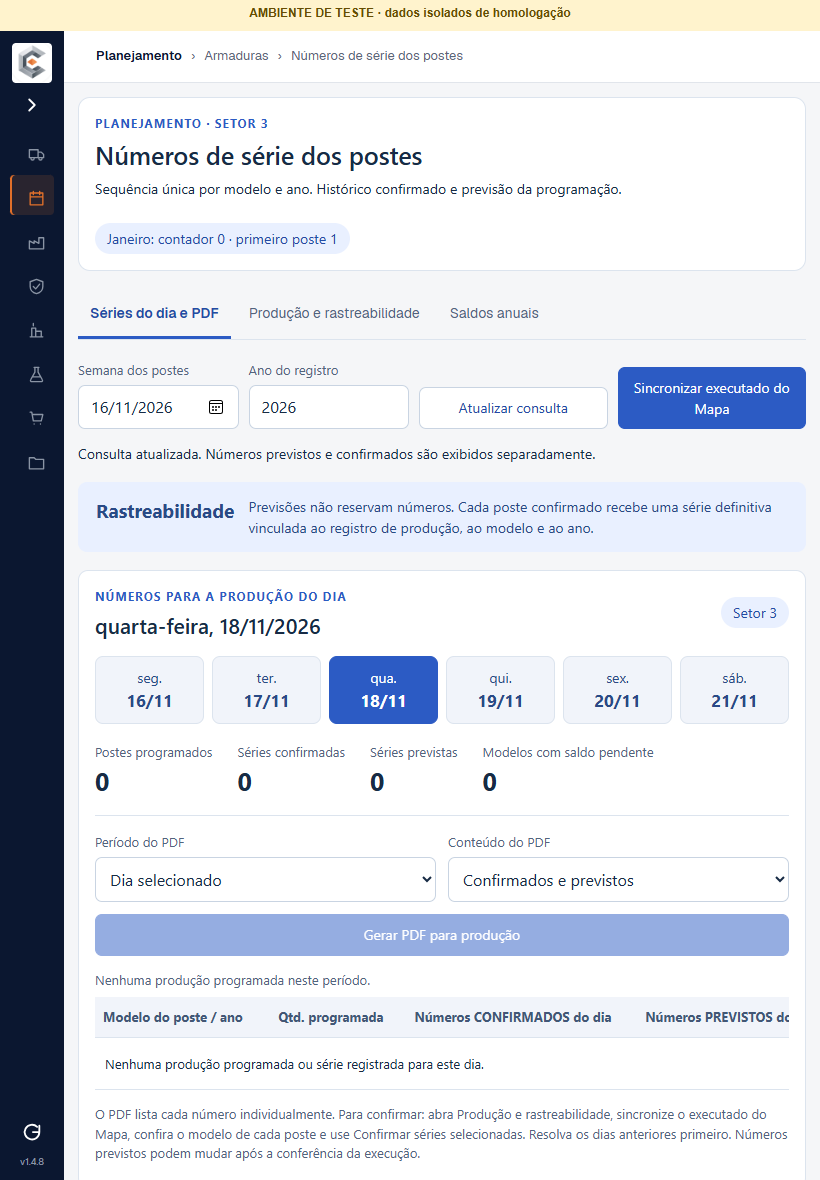 AMBIENTE DE TESTE · dados isolados de homologação
Planejamento › Armaduras › Números de série dos postes
PLANEJAMENTO · SETOR 3
Números de série dos postes
Sequência única por modelo e ano. Histórico confirmado e previsão da programação.
Janeiro: contador 0 · primeiro poste 1
Séries do dia e PDF
Produção e rastreabilidade
Saldos anuais
Semana dos postes
Ano do registro
16/11/2026
2026
Atualizar consulta
Sincronizar executado do
Mapa
Consulta atualizada. Números previstos e confirmados são exibidos separadamente.
Rastreabilidade
Previsões não reservam números. Cada poste confirmado recebe uma série definitiva
vinculada ao registro de produção, ao modelo e ao ano.
NÚMEROS PARA A PRODUÇÃO DO DIA
quarta-feira, 18/11/2026
Setor 3
seg.
16/11
ter.
17/11
qua.
18/11
qui.
19/11
sex.
20/11
sáb.
21/11
Postes programados
0
Séries confirmadas
0
Séries previstas
0
Modelos com saldo pendente
0
Período do PDF
Dia selecionado
Conteúdo do PDF
Confirmados e previstos
Gerar PDF para produção
Nenhuma produção programada neste período.
Modelo do poste / ano
Qtd. programada
Números CONFIRMADOS do dia
Números PREVISTOS
Nenhuma produção programada ou série registrada para este dia.
O PDF lista cada número individualmente. Para confirmar: abra Produção e rastreabilidade, sincronize o executado do
Mapa, confira o modelo de cada poste e use Confirmar séries selecionadas. Resolva os dias anteriores primeiro. Números
previstos podem mudar após a conferência da execução.
v1.4.8